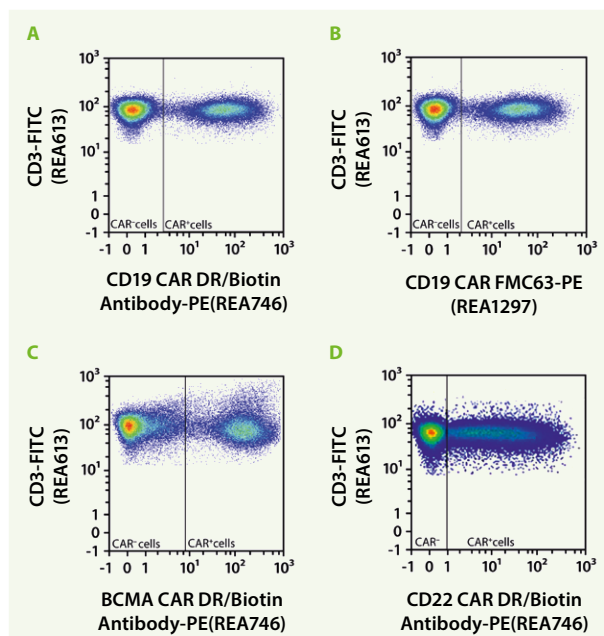 A
10³
10²
10¹
1
0
-1
CD3-FITC
(REA613)
CAR⁻cells CAR⁺cells
-1 0 1 10¹ 10² 10³
CD19 CAR DR/Biotin
Antibody-PE(REA746)
B
10³
10²
10¹
1
0
-1
CD3-FITC
(REA613)
CAR⁻cells CAR⁺cells
-1 0 1 10¹ 10² 10³
CD19 CAR FMC63-PE
(REA1297)
C
10³
10²
10¹
1
0
-1
CD3-FITC
(REA613)
CAR⁻cells CAR⁺cells
-1 0 1 10¹ 10² 10³
BCMA CAR DR/Biotin
Antibody-PE(REA746)
D
10³
10²
10¹
1
0
-1
CD3-FITC
(REA613)
CAR⁻ CAR⁺cells
-1 0 1 10¹ 10² 10³
CD22 CAR DR/Biotin
Antibody-PE(REA746)